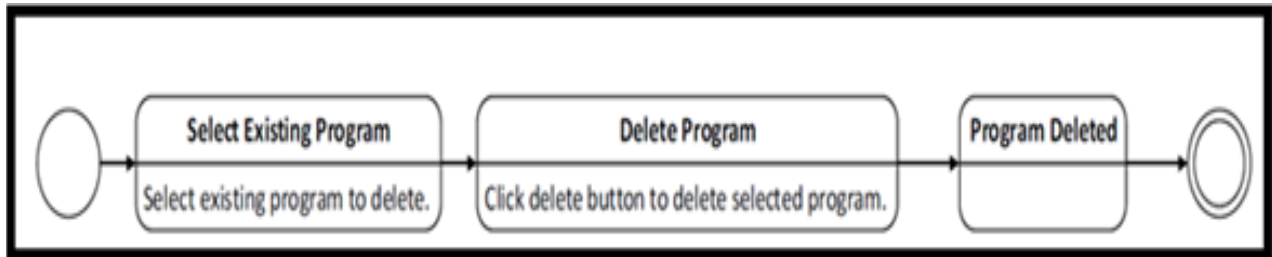 Select Existing Program
Select existing program to delete.
Delete Program
Click delete button to delete selected program.
Program Deleted